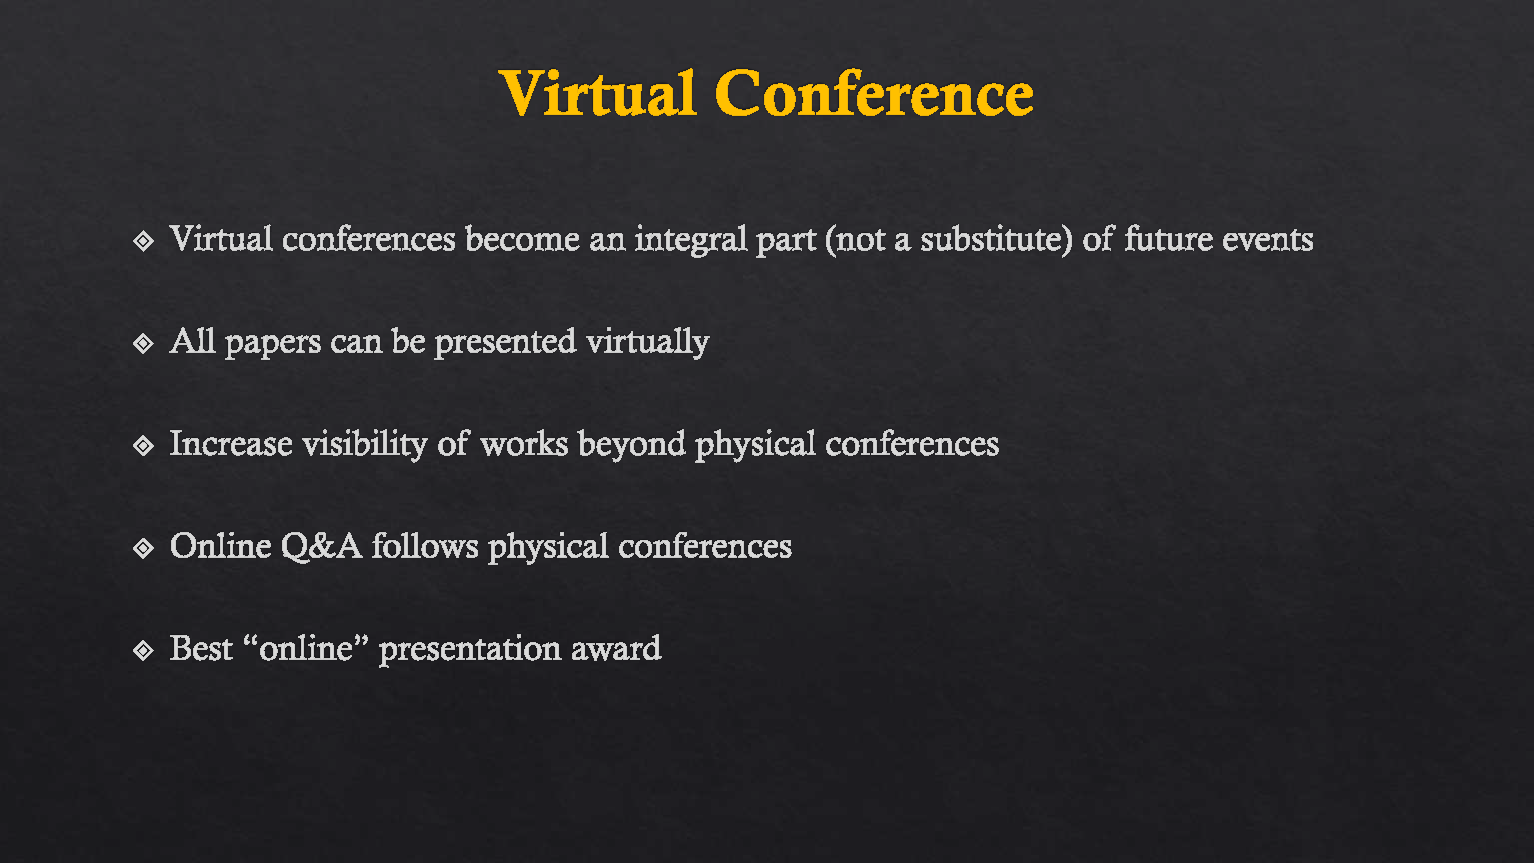 Virtual Conference
Virtual conferences become an integral part (not a substitute) of future events
All papers can be presented virtually
Increase visibility of works beyond physical conferences
Online Q&A follows physical conferences
Best “online” presentation award